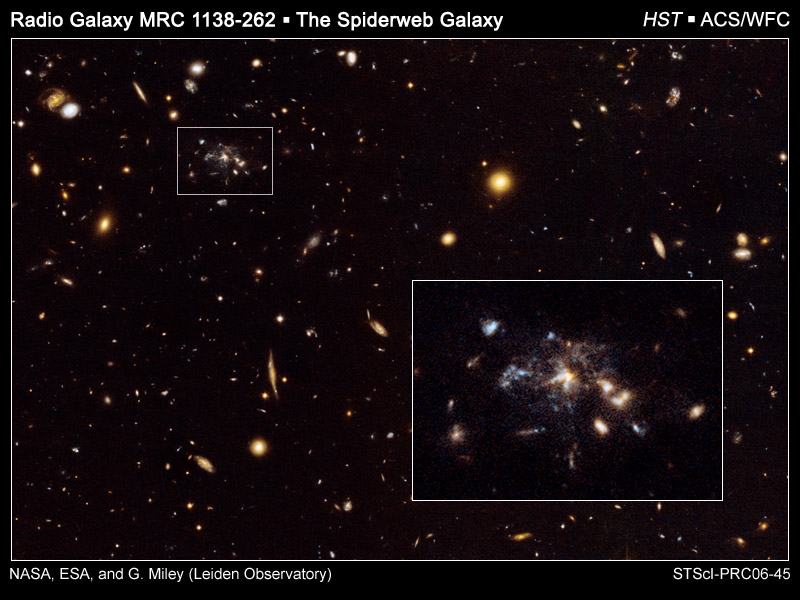 Radio Galaxy MRC 1138-262 ▪ The Spiderweb Galaxy
HST ▪ ACS/WFC
NASA, ESA, and G. Miley (Leiden Observatory)
STScI-PRC06-45